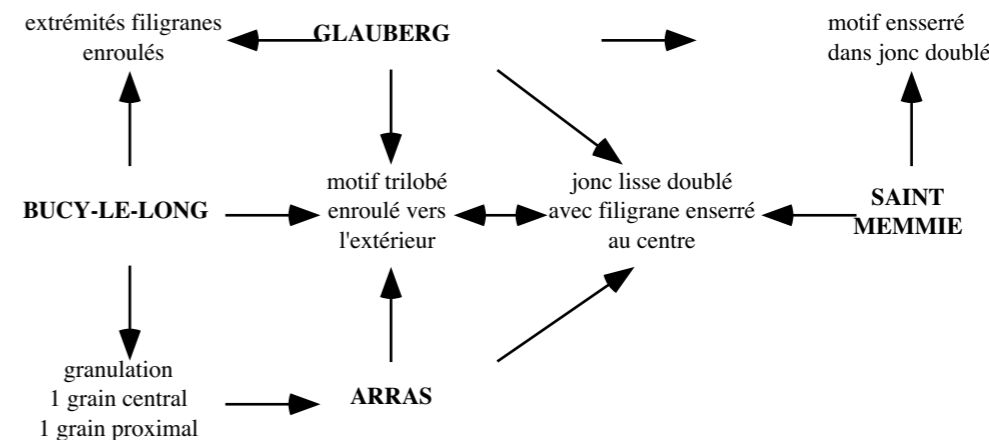 extrémités filigranes
enroulés
GLAUBERG
motif ensserré
dans jonc doublé
BUCY-LE-LONG
motif trilobé
enroulé vers
l'extérieur
jonc lisse doublé
avec filigrane enserré
au centre
SAINT
MEMMIE
granulation
1 grain central
1 grain proximal
ARRAS